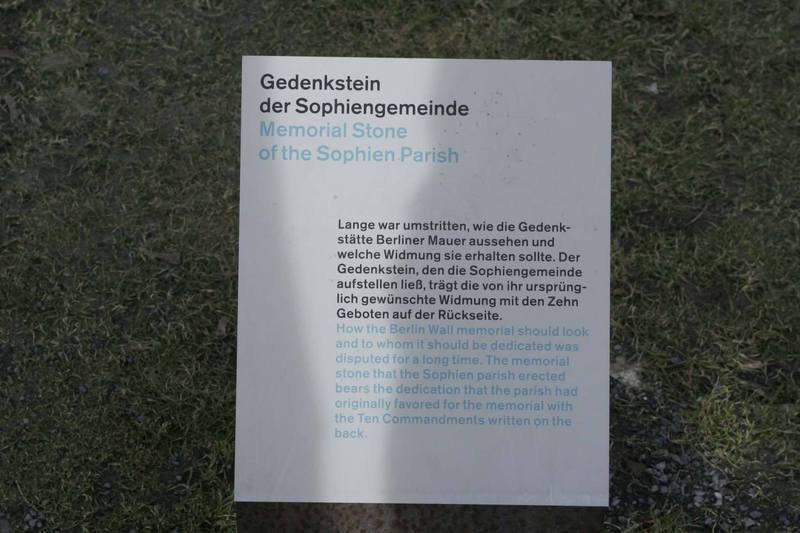 Gedenkstein
der Sophiengemeinde
Memorial Stone
of the Sophien Parish
Lange war umstritten, wie die Gedenk-
stätte Berliner Mauer aussehen und
welche Widmung sie erhalten sollte. Der
Gedenkstein, den die Sophiengemeinde
aufstellen ließ, trägt die von ihr ursprüng-
lich gewünschte Widmung mit den Zehn
Geboten auf der Rückseite.
How the Berlin Wall memorial should look
and to whom it should be dedicated was
disputed for a long time. The memorial
stone that the Sophien parish erected
bears the dedication that the parish had
originally favored for the memorial with
the Ten Commandments written on the
back.